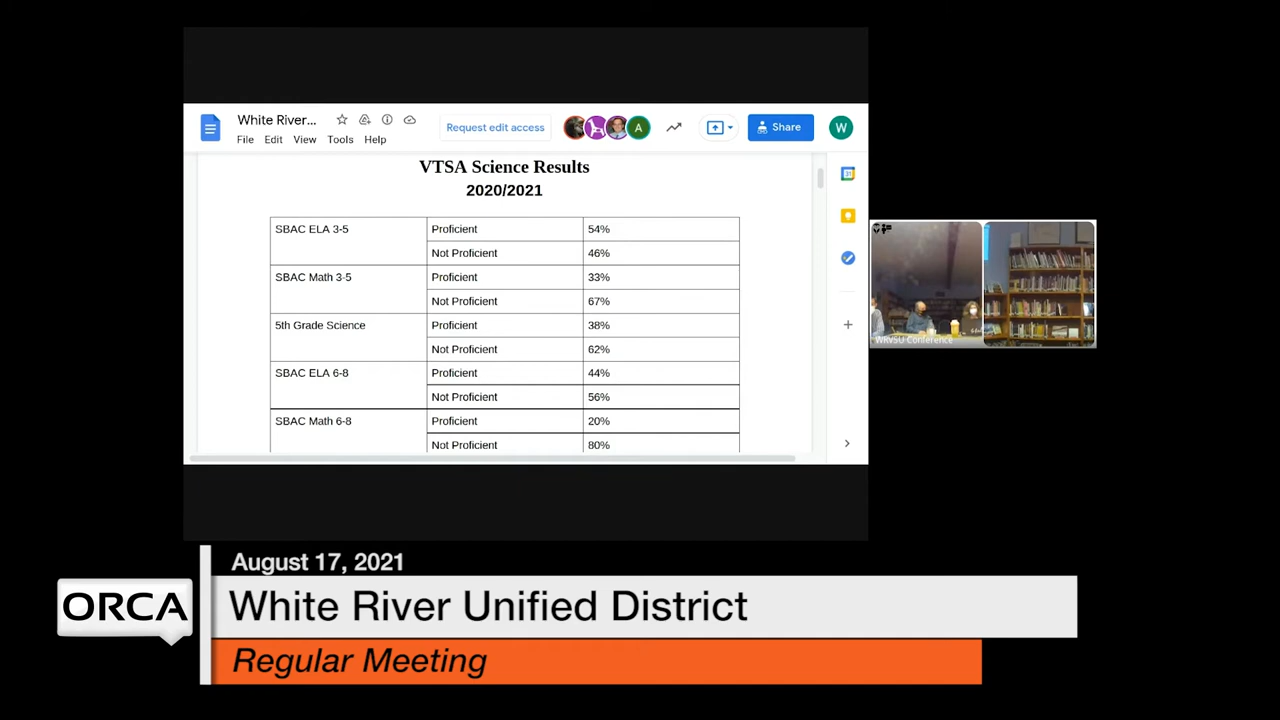 White River...
File Edit View Tools Help
Request edit access
A
Share
W
VTSA Science Results
2020/2021
SBAC ELA 3-5 Proficient 54%
Not Proficient 46%
SBAC Math 3-5 Proficient 33%
Not Proficient 67%
5th Grade Science Proficient 38%
Not Proficient 62%
SBAC ELA 6-8 Proficient 44%
Not Proficient 56%
SBAC Math 6-8 Proficient 20%
Not Proficient 80%
31
WRVSU Conference
August 17, 2021
ORCA
White River Unified District
Regular Meeting